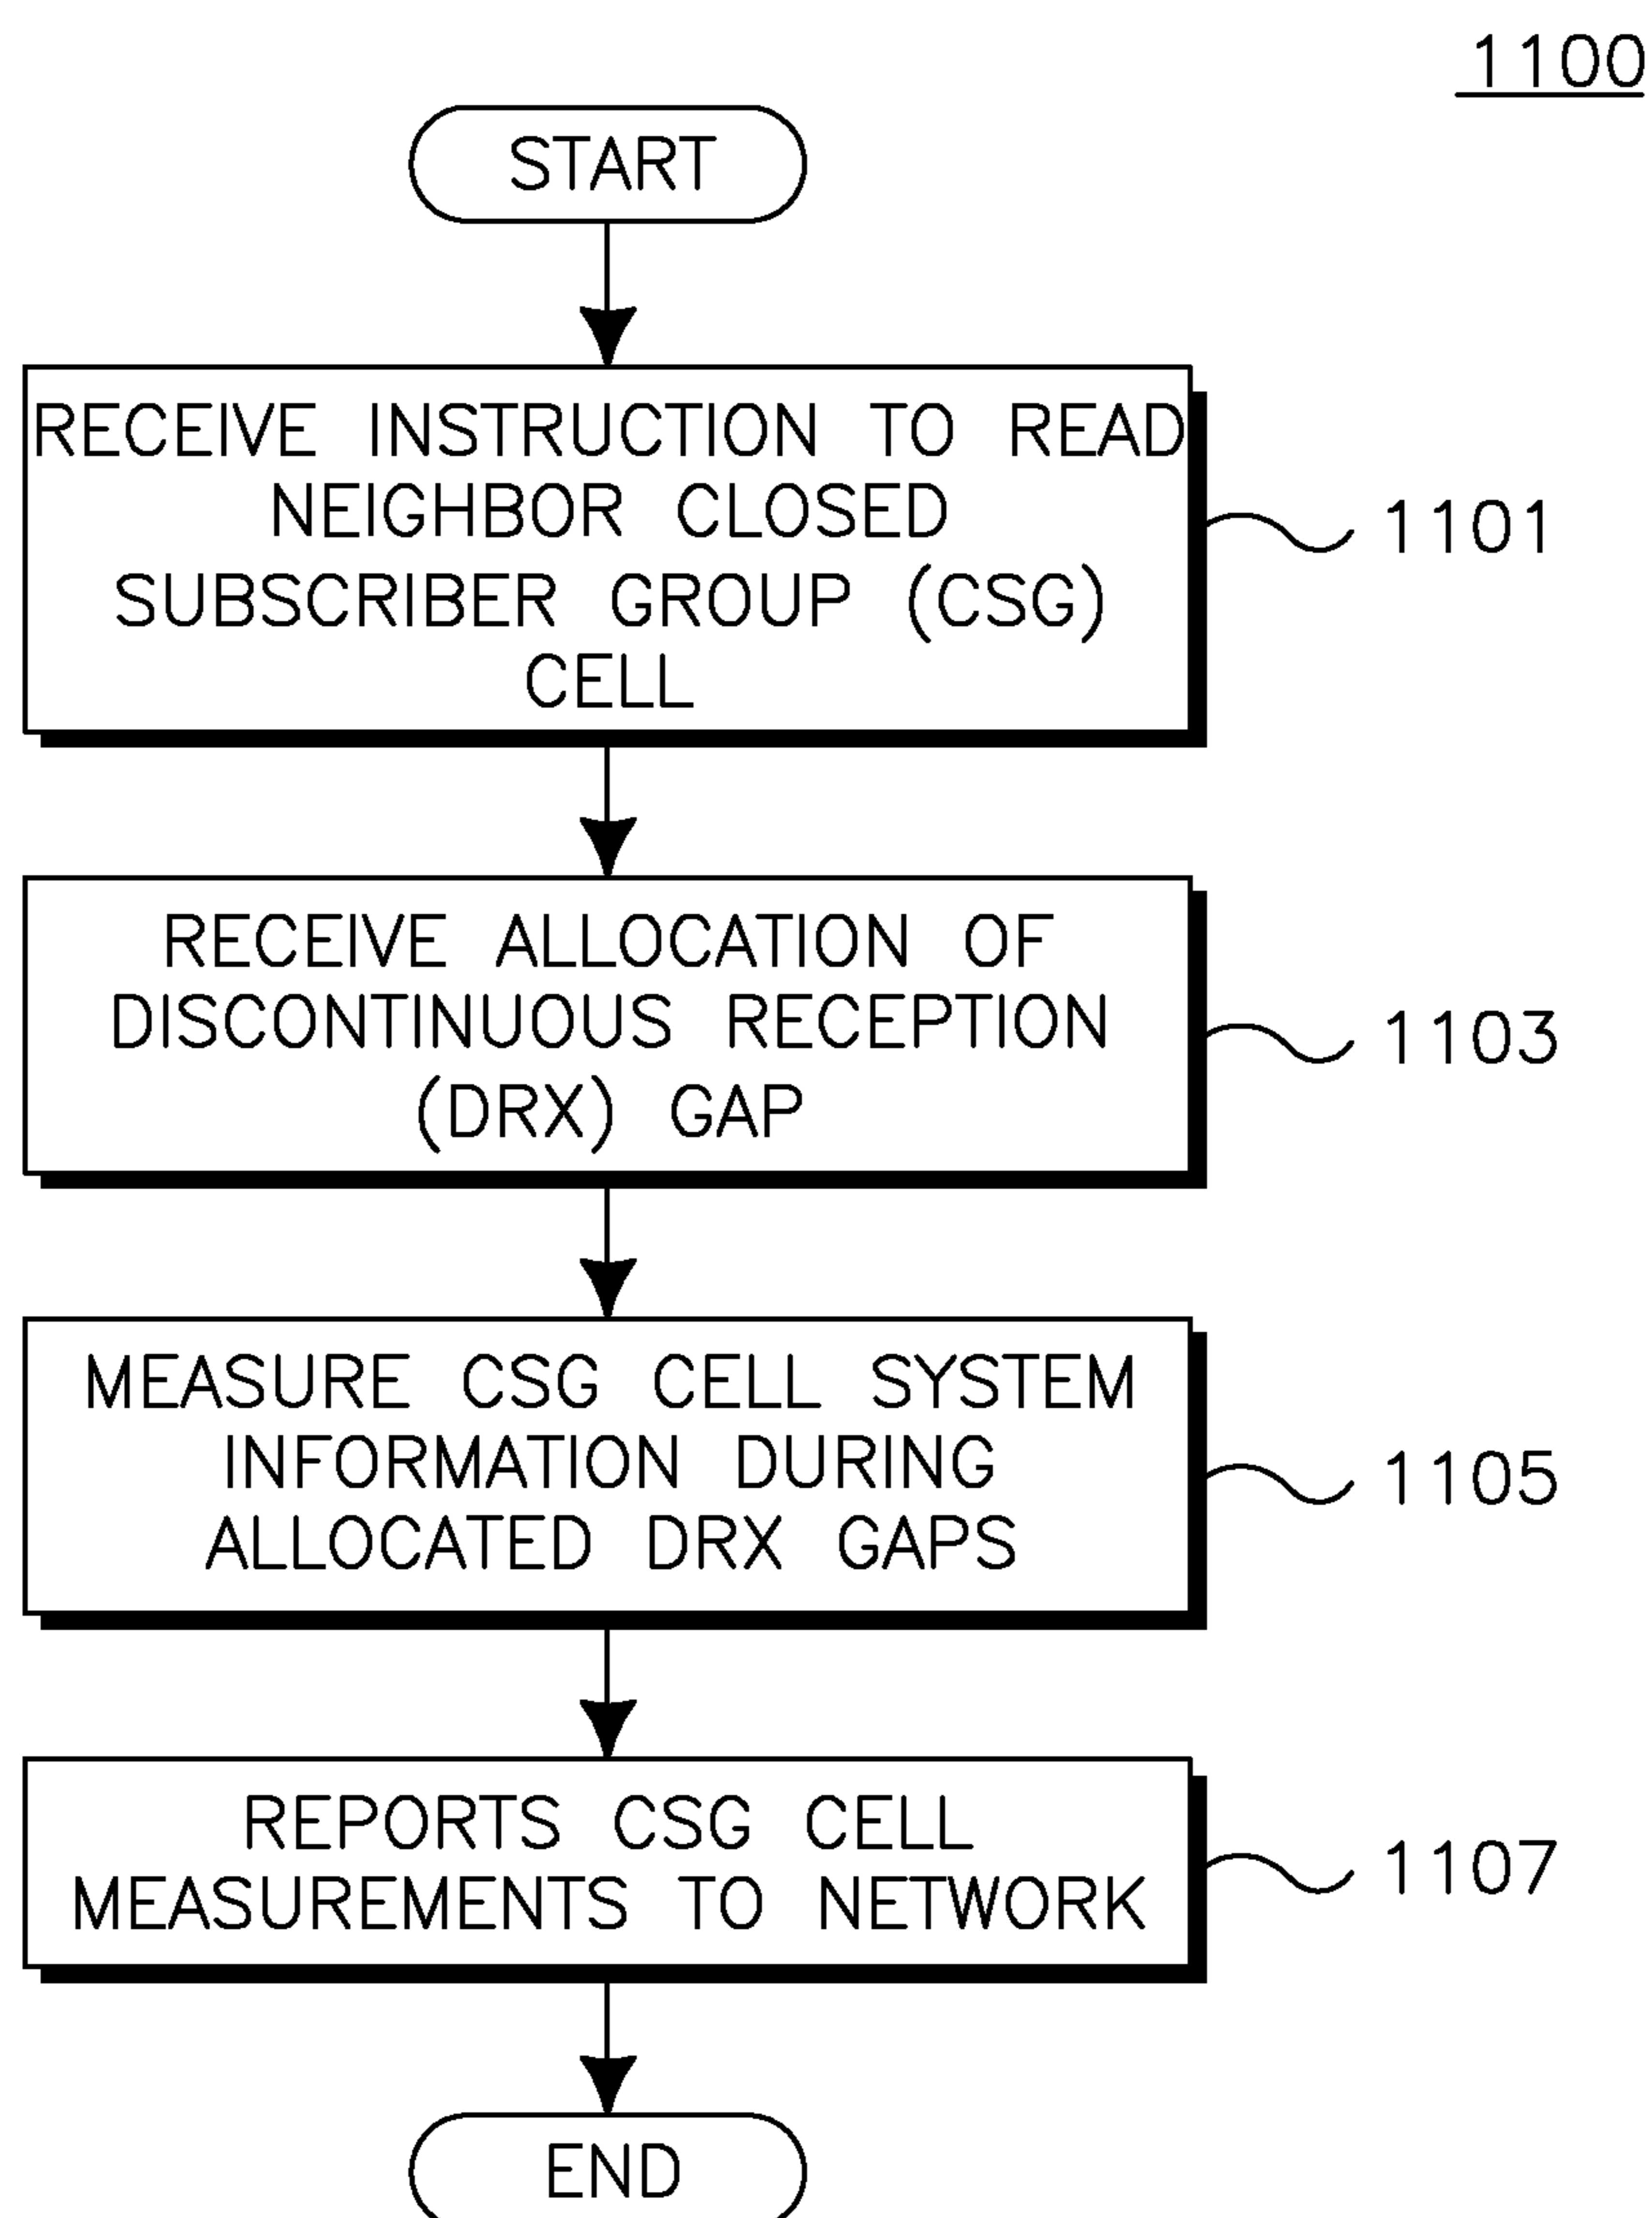 1100
START
RECEIVE INSTRUCTION TO READ
NEIGHBOR CLOSED
SUBSCRIBER GROUP (CSG)
CELL
1101
RECEIVE ALLOCATION OF
DISCONTINUOUS RECEPTION
(DRX) GAP
1103
MEASURE CSG CELL SYSTEM
INFORMATION DURING
ALLOCATED DRX GAPS
1105
REPORTS CSG CELL
MEASUREMENTS TO NETWORK
1107
END